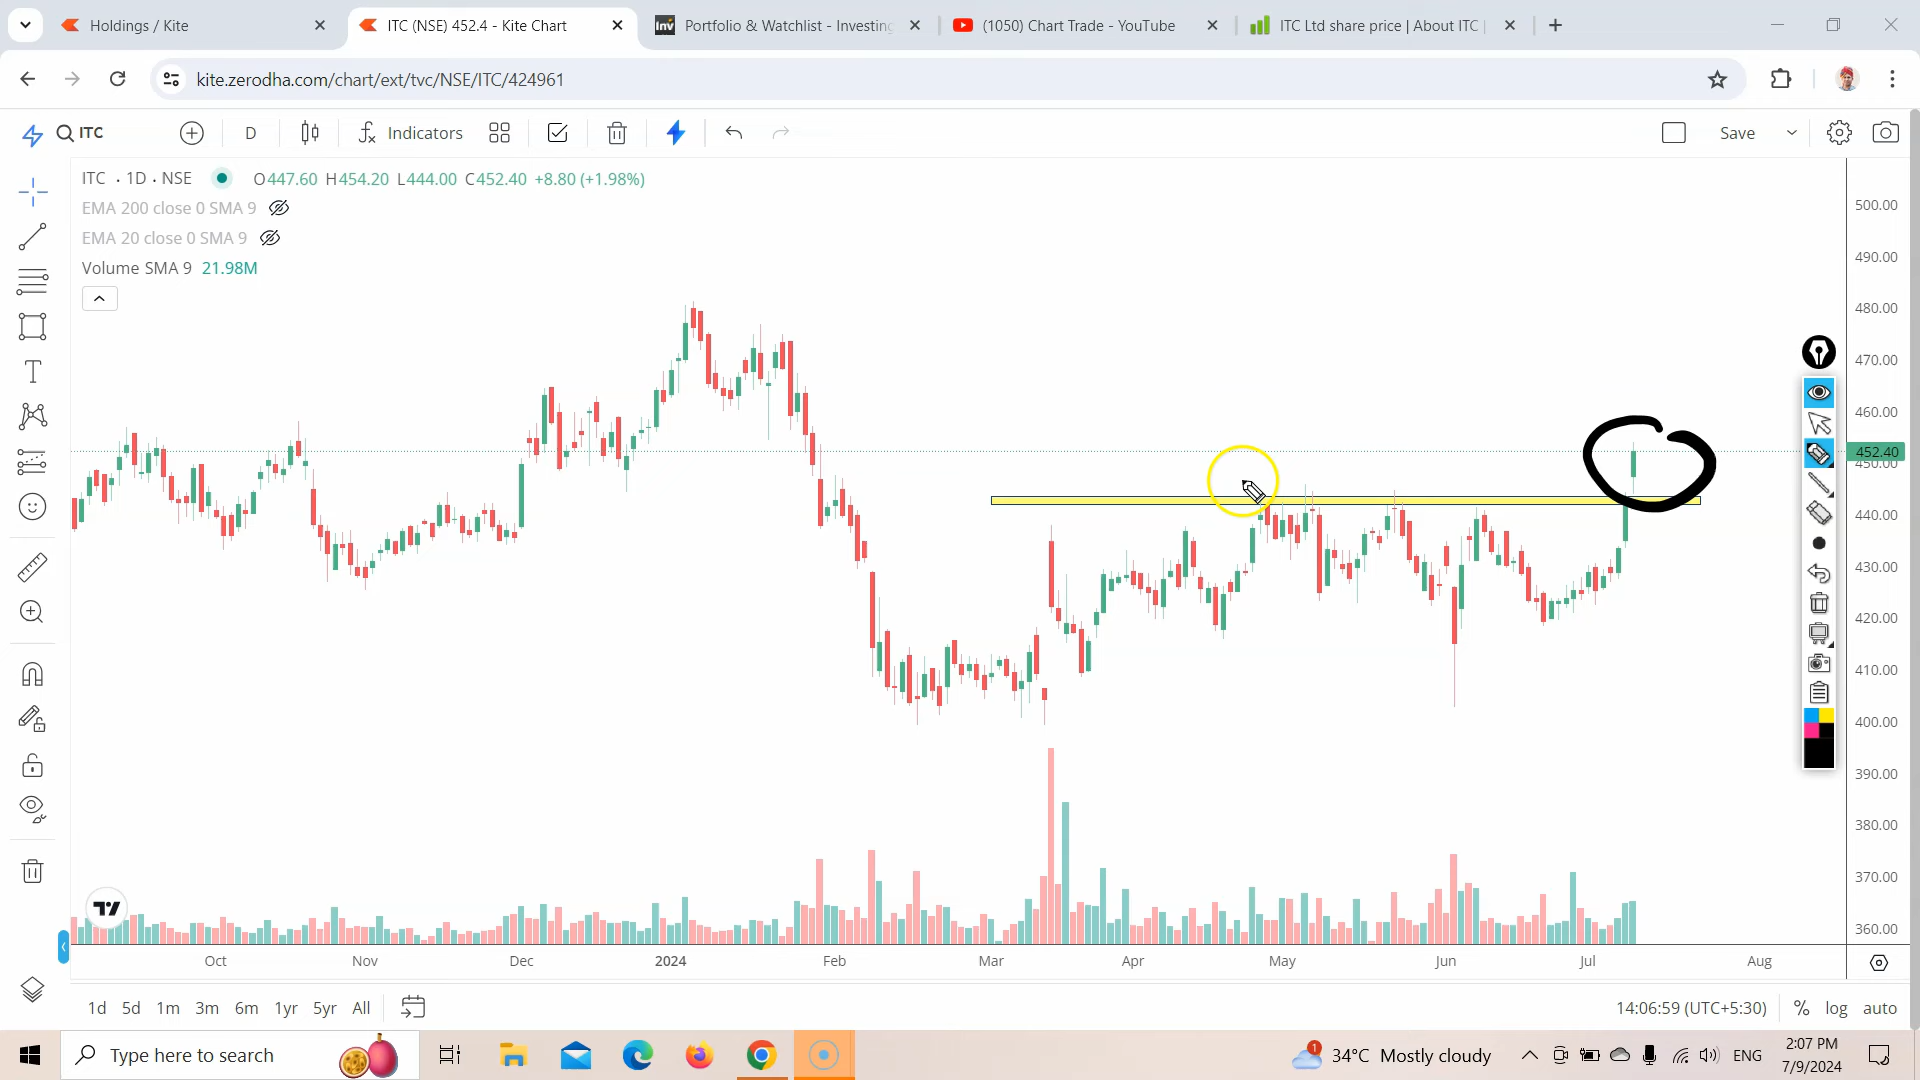 Holdings / Kite
ITC (NSE) 452.4 - Kite Chart
Portfolio & Watchlist - Investing
(1050) Chart Trade - YouTube
ITC Ltd share price | About ITC |
kite.zerodha.com/chart/ext/tvc/NSE/ITC/424961
ITC
D
Indicators
Save
ITC · 1D · NSE O447.60 H454.20 L444.00 C452.40 +8.80 (+1.98%)
EMA 200 close 0 SMA 9
EMA 20 close 0 SMA 9
Volume SMA 9 21.98M
500.00
490.00
480.00
470.00
460.00
452.40
450.00
440.00
430.00
420.00
410.00
400.00
390.00
380.00
370.00
360.00
Oct Nov Dec 2024 Feb Mar Apr May Jun Jul Aug
1d 5d 1m 3m 6m 1yr 5yr All
14:06:59 (UTC+5:30) % log auto
Type here to search
1
34°C Mostly cloudy
ENG
2:07 PM
7/9/2024